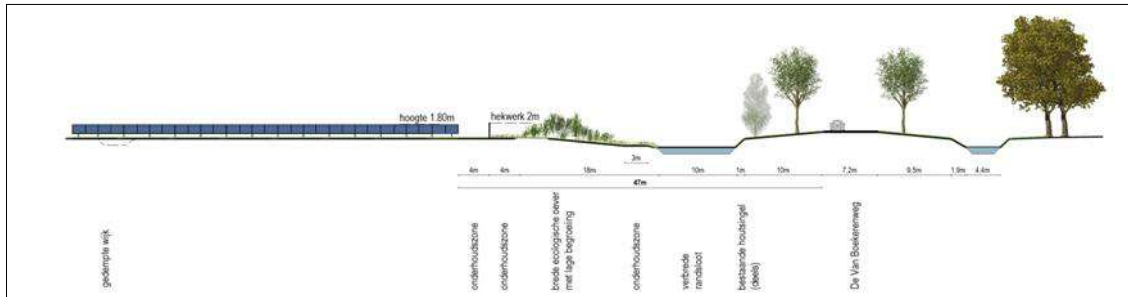 hoogte 1.80m
hekwerk 2m
3m
4m
4m
18m
10m
1m
10m
7,2m
9,5m
1,9m
4,4m
47m
gedempte wijk
onderhoudszone
onderhoudszone
brede ecologische oever
met lage begroeiing
onderhoudszone
verbrede
randsloot
bestaande houtsingel
(deels)
De Van Boekerenweg